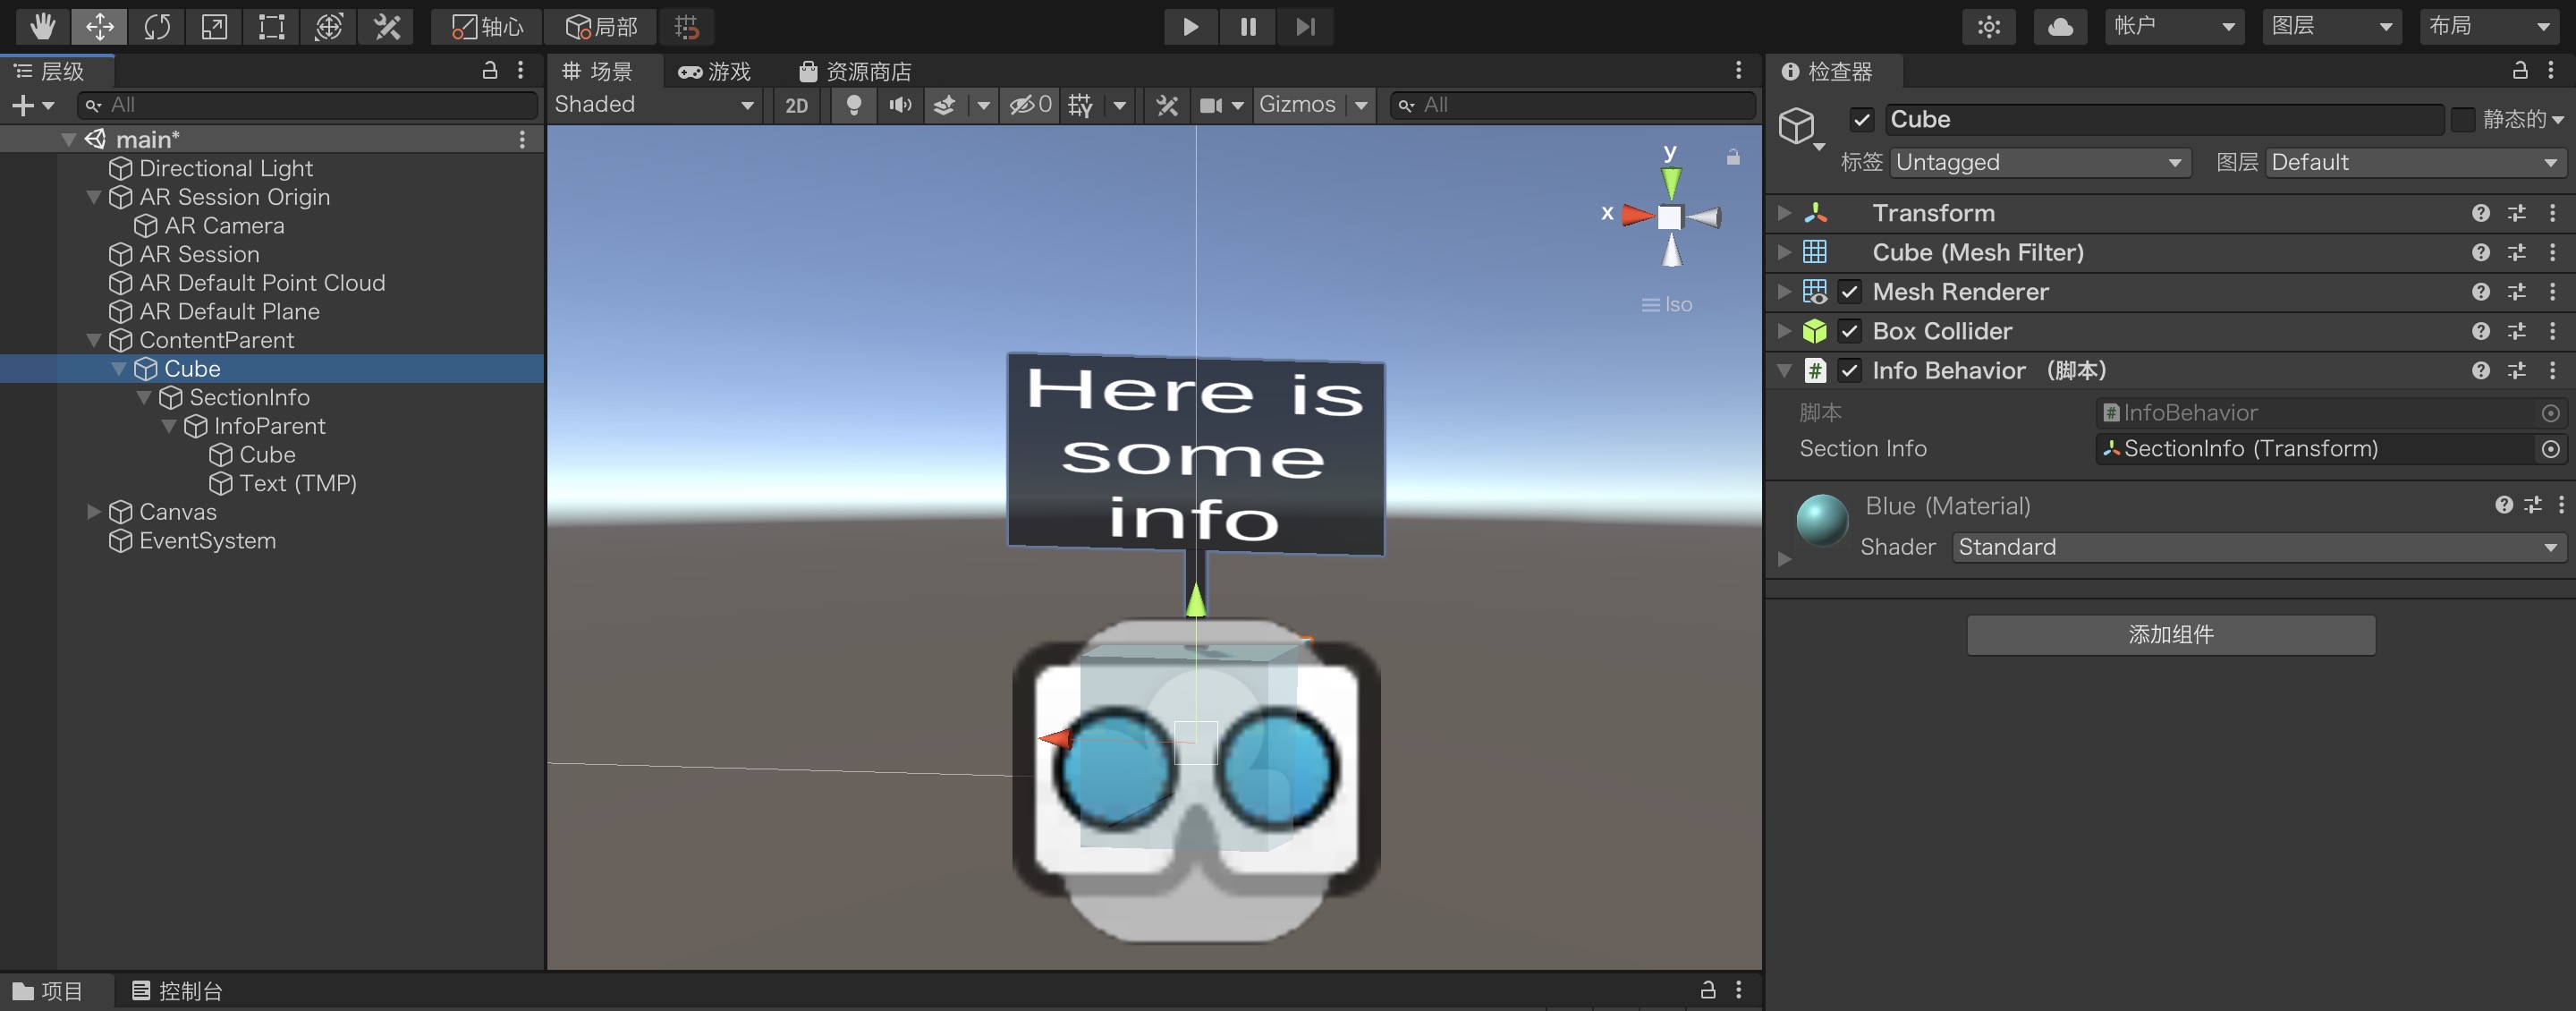 轴心
局部
帐户
图层
布局
层级
All
main*
Directional Light
AR Session Origin
AR Camera
AR Session
AR Default Point Cloud
AR Default Plane
ContentParent
Cube
SectionInfo
InfoParent
Cube
Text (TMP)
Canvas
EventSystem
场景
游戏
资源商店
Shaded
2D
0
Gizmos
All
y
x
Iso
Here is
some
info
检查器
Cube
静态的
标签
Untagged
图层
Default
Transform
Cube (Mesh Filter)
Mesh Renderer
Box Collider
Info Behavior （脚本）
脚本
InfoBehavior
Section Info
SectionInfo (Transform)
Blue (Material)
Shader
Standard
添加组件
项目
控制台